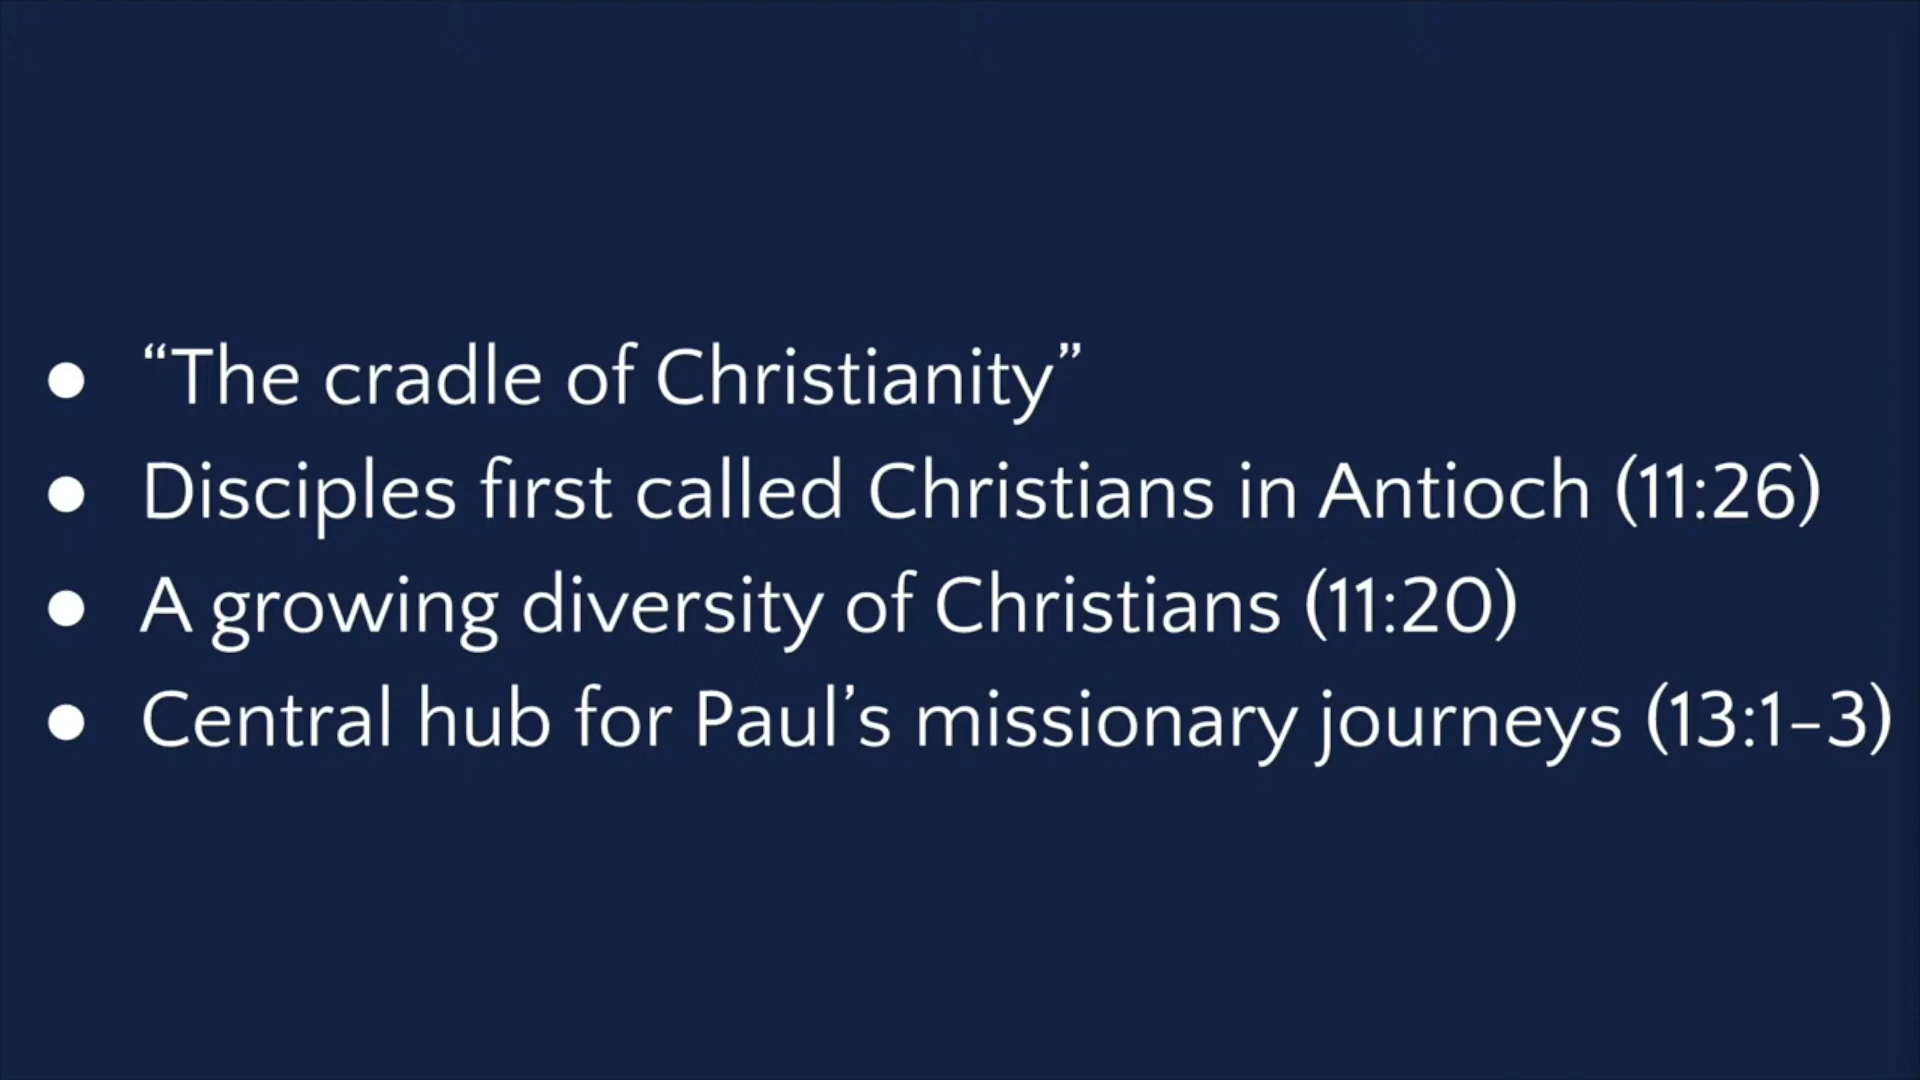 ● “The cradle of Christianity”
● Disciples first called Christians in Antioch (11:26)
● A growing diversity of Christians (11:20)
● Central hub for Paul’s missionary journeys (13:1–3)